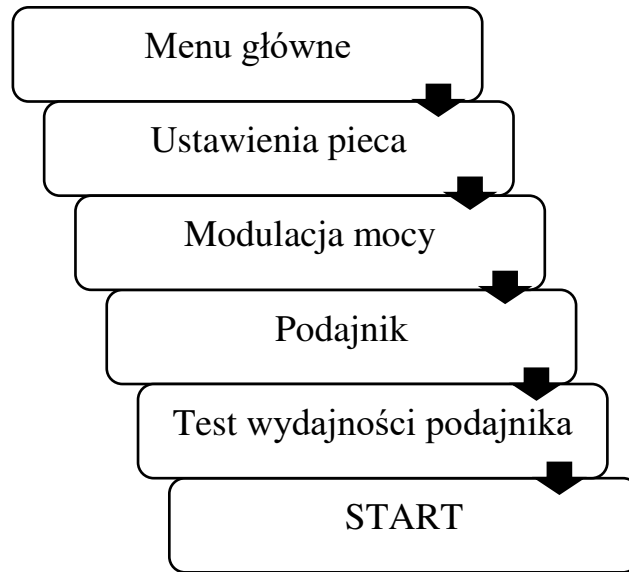 Menu główne
Ustawienia pieca
Modulacja mocy
Podajnik
Test wydajności podajnika
START